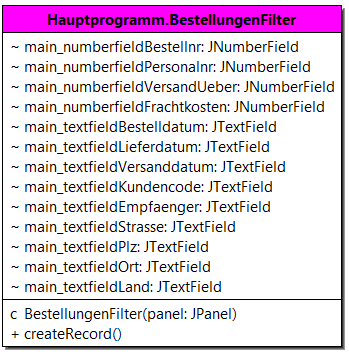 Hauptprogramm.BestellungenFilter
~ main_numberfieldBestellnr: JNumberField
~ main_numberfieldPersonalnr: JNumberField
~ main_numberfieldVersandUeber: JNumberField
~ main_numberfieldFrachtkosten: JNumberField
~ main_textfieldBestelldatum: JTextField
~ main_textfieldLieferdatum: JTextField
~ main_textfieldVersanddatum: JTextField
~ main_textfieldKundencode: JTextField
~ main_textfieldEmpfaenger: JTextField
~ main_textfieldStrasse: JTextField
~ main_textfieldPlz: JTextField
~ main_textfieldOrt: JTextField
~ main_textfieldLand: JTextField
c BestellungenFilter(panel: JPanel)
+ createRecord()